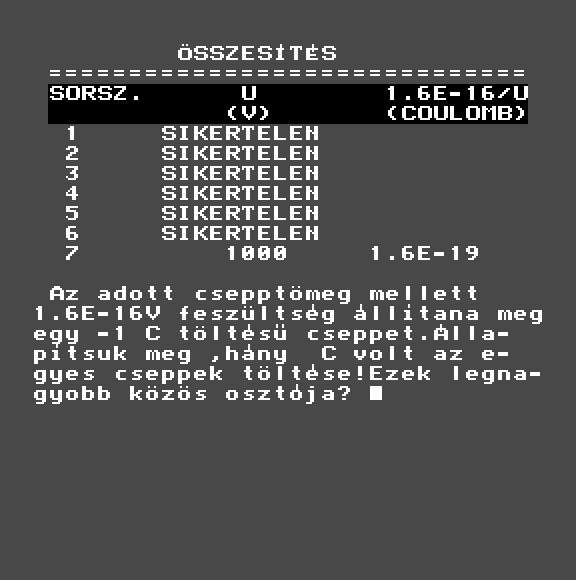 ÖSSZESÍTÉS
==============================
SORSZ. U 1.6E-16/U
(V) (COULOMB)
1 SIKERTELEN
2 SIKERTELEN
3 SIKERTELEN
4 SIKERTELEN
5 SIKERTELEN
6 SIKERTELEN
7 1000 1.6E-19
Az adott csepptömeg mellett
1.6E-16V feszültség állítana meg
egy -1 C töltésü cseppet.Álla-
pítsuk meg ,hány C volt az e-
gyes cseppek töltése!Ezek legna-
gyobb közös osztója?